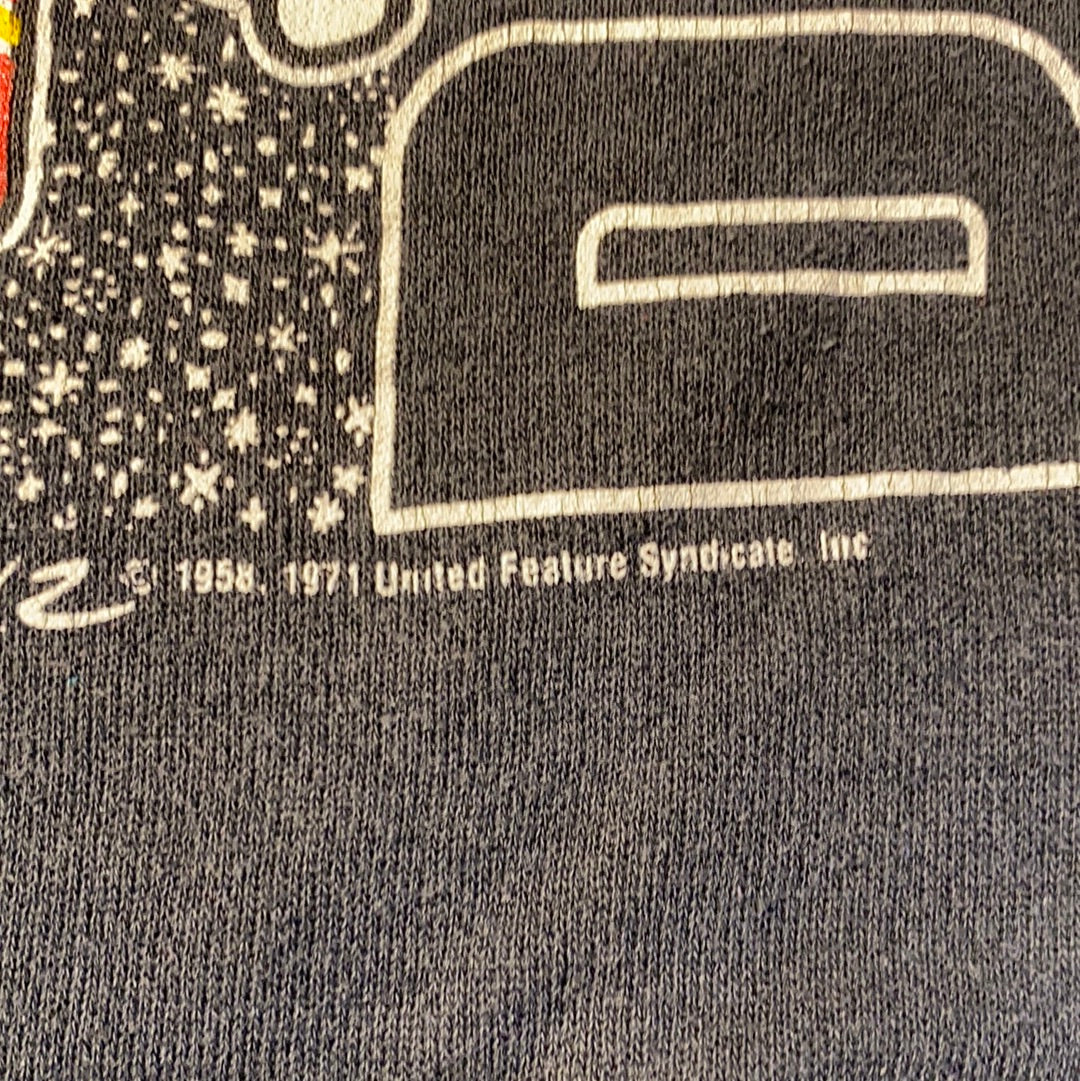 Z © 1958, 1971 United Feature Syndicate, Inc